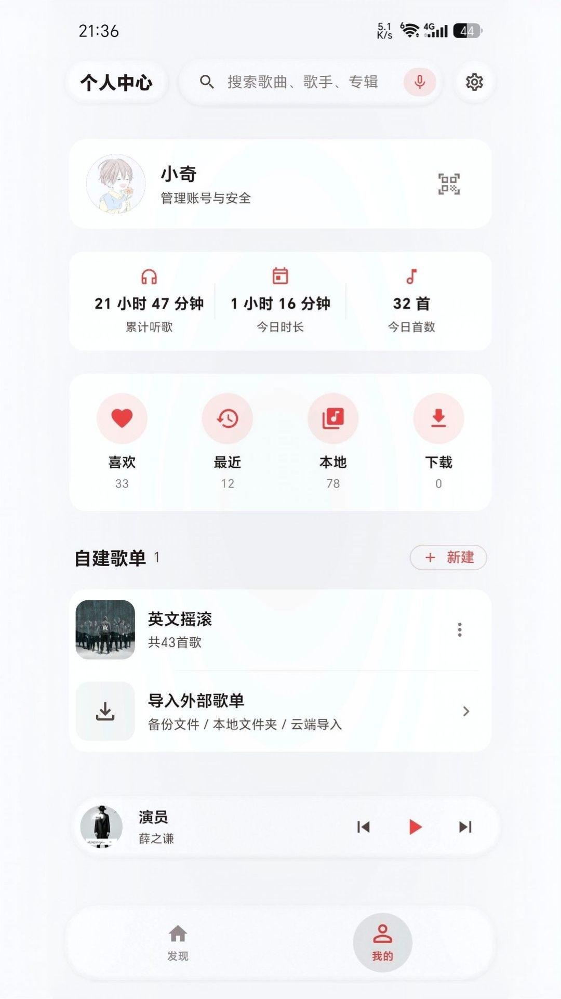 21:36
5.1 K/s
6
4G
44
个人中心
搜索歌曲、歌手、专辑
小奇
管理账号与安全
21 小时 47 分钟
1 小时 16 分钟
32 首
累计听歌
今日时长
今日首数
喜欢
最近
本地
下载
33
12
78
0
自建歌单 1
+ 新建
英文摇滚
共43首歌
导入外部歌单
备份文件 / 本地文件夹 / 云端导入
演员
薛之谦
发现
我的